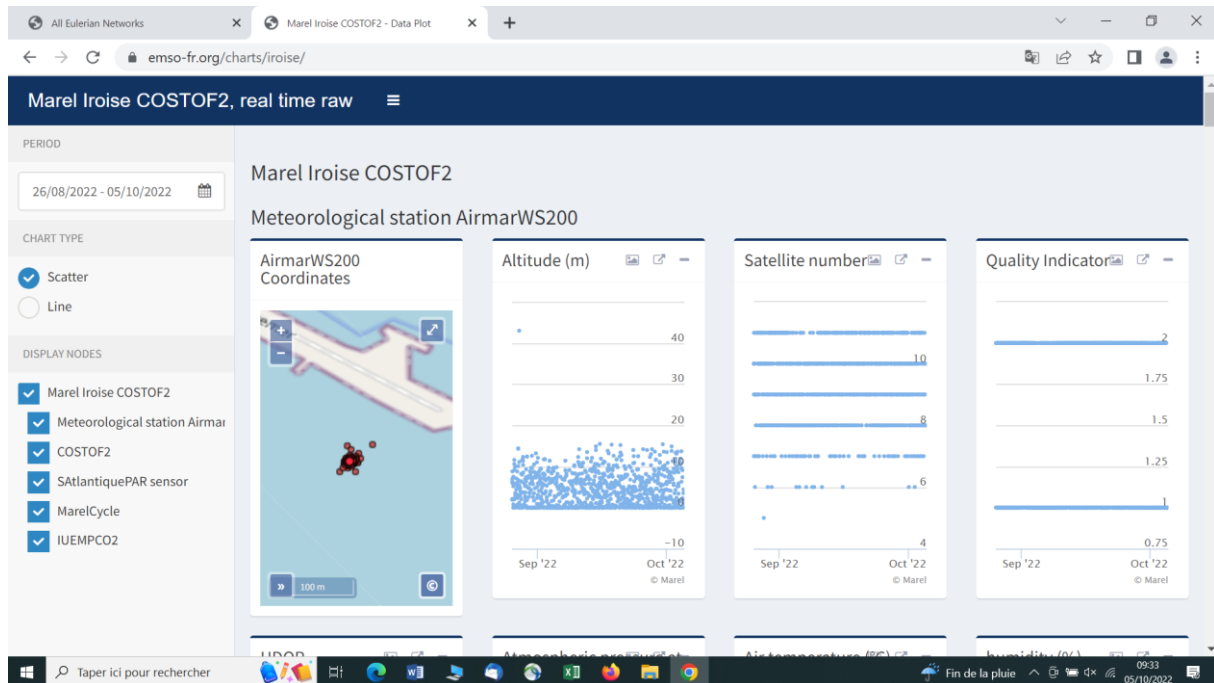 All Eulerian Networks
Marel Iroise COSTOF2 - Data Plot
emso-fr.org/charts/iroise/
Marel Iroise COSTOF2, real time raw
PERIOD
26/08/2022 - 05/10/2022
CHART TYPE
Scatter
Line
DISPLAY NODES
Marel Iroise COSTOF2
Meteorological station Airmar
COSTOF2
SAtlantiquePAR sensor
MarelCycle
IUEMPCO2
Marel Iroise COSTOF2
Meteorological station AirmarWS200
AirmarWS200
Coordinates
100 m
©
Altitude (m)
40
30
20
10
0
-10
Sep '22 Oct '22
© Marel
Satellite number
10
8
6
4
Sep '22 Oct '22
© Marel
Quality Indicator
2
1.75
1.5
1.25
1
0.75
Sep '22 Oct '22
© Marel
HDOP
Air temperature (°C)
humidity (%)
Taper ici pour rechercher
Fin de la pluie
09:33
05/10/2022